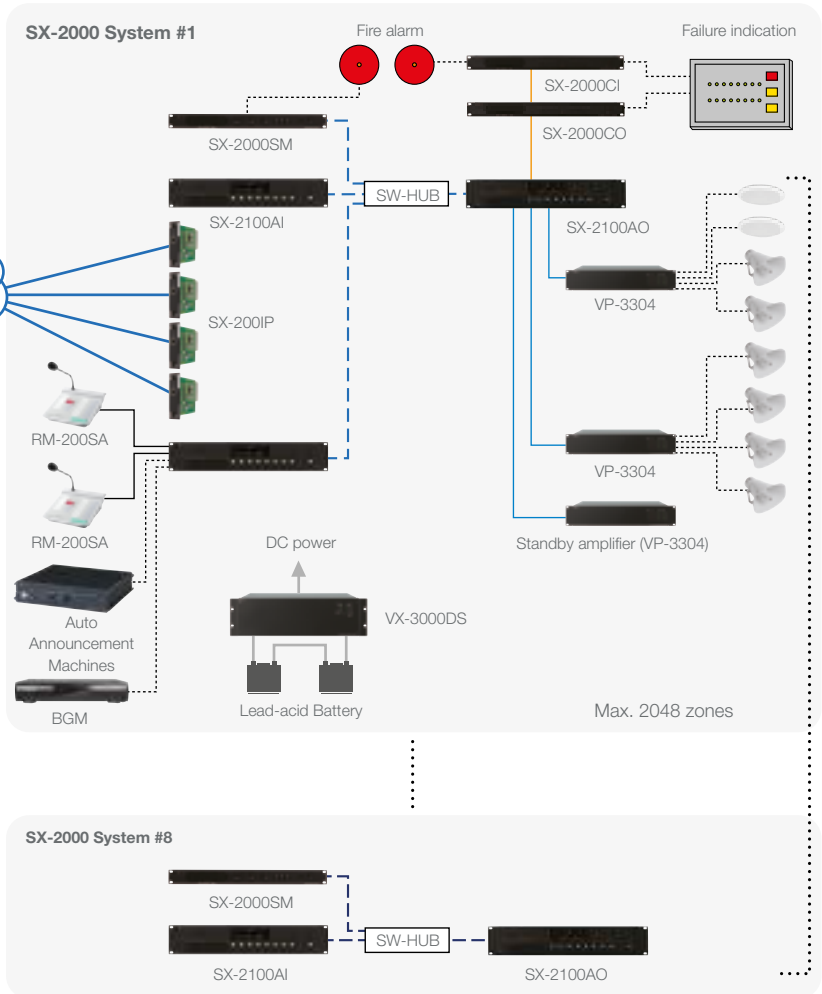 SX-2000 System #1
Fire alarm
Failure indication
SX-2000CI
SX-2000CO
SX-2000SM
SW-HUB
SX-2100AI
SX-2100AO
VP-3304
SX-200IP
RM-200SA
VP-3304
RM-200SA
DC power
Standby amplifier (VP-3304)
Auto
Announcement
Machines
VX-3000DS
BGM
Lead-acid Battery
Max. 2048 zones
SX-2000 System #8
SX-2000SM
SW-HUB
SX-2100AI
SX-2100AO